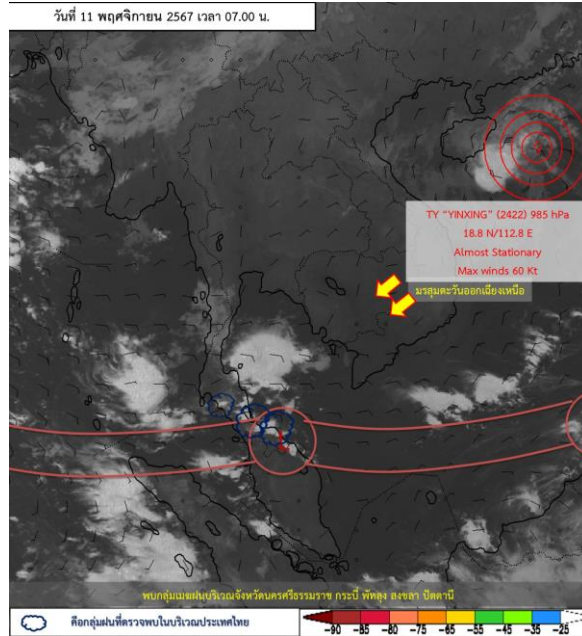 วันที่ 11 พฤศจิกายน 2567 เวลา 07.00 น.
TY "YINXING" (2422) 985 hPa
18.8 N/112.8 E
Almost Stationary
Max winds 60 Kt
มรสุมตะวันออกเฉียงเหนือ
พบกลุ่มเมฆฝนบริเวณจังหวัดนครศรีธรรมราช กระบี่ พัทลุง สงขลา ปัตตานี
คือกลุ่มฝนที่ตรวจพบในบริเวณประเทศไทย
-90 -85 -80 -75 -65 -55 -45 -35 -25